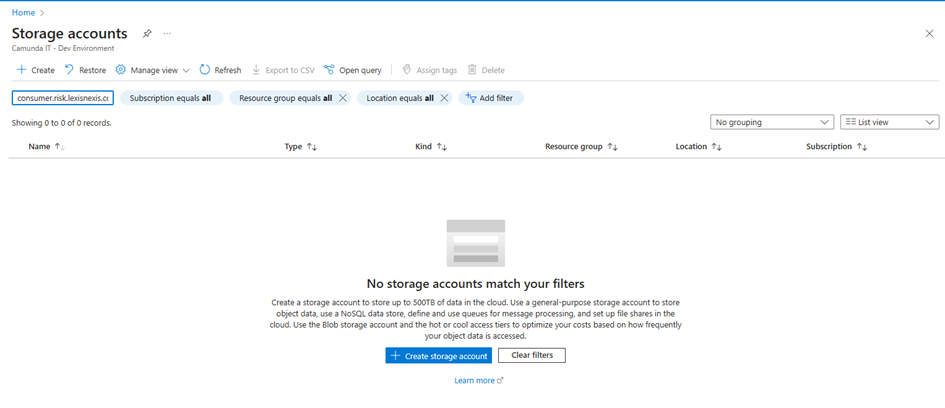 Home
Storage accounts
Camunda IT - Dev Environment
Create Restore Manage view Refresh Export to CSV Open query Assign tags Delete
consumer.risk.lexisnexis.cc Subscription equals all Resource group equals all Location equals all Add filter
Showing 0 to 0 of 0 records. No grouping List view
Name Type Kind Resource group Location Subscription
No storage accounts match your filters
Create a storage account to store up to 500TB of data in the cloud. Use a general-purpose storage account to store
object data, use a NoSQL data store, define and use queues for message processing, and set up file shares in the
cloud. Use the Blob storage account and the hot or cool access tiers to optimize your costs based on how frequently
your object data is accessed.
Create storage account Clear filters
Learn more